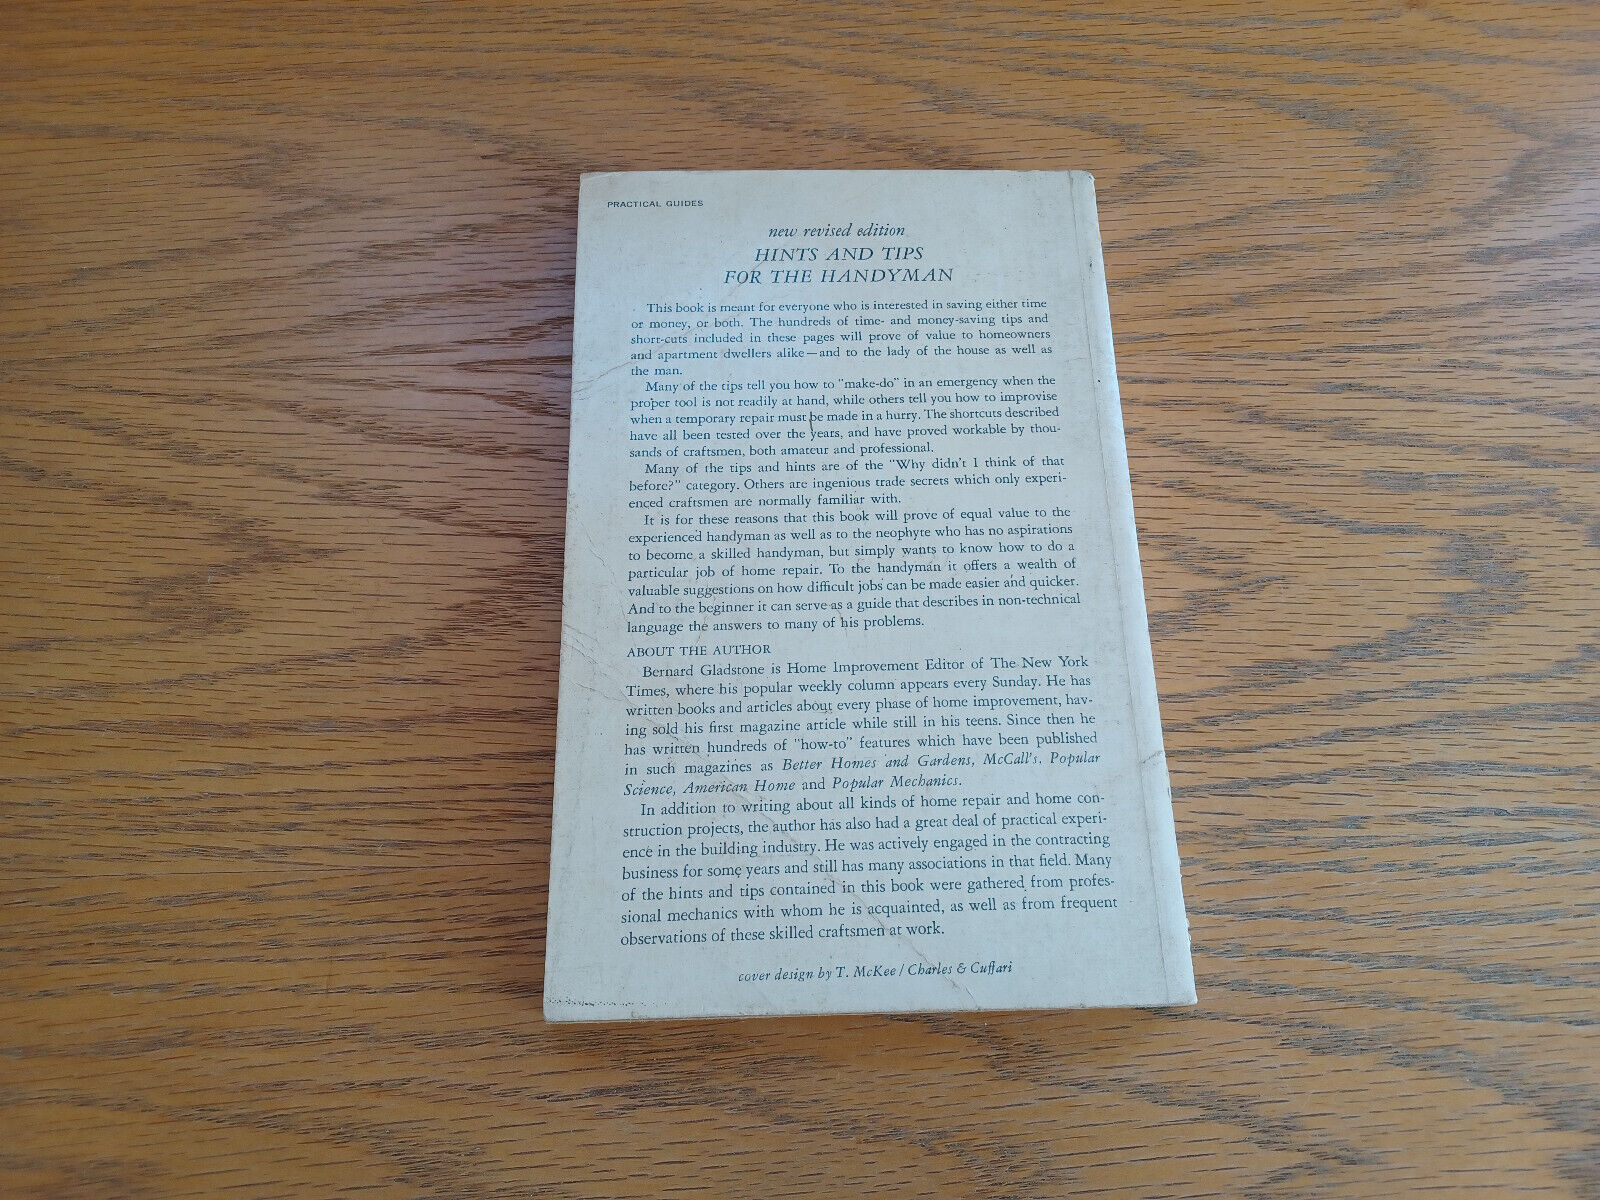 PRACTICAL GUIDES
new revised edition
HINTS AND TIPS
FOR THE HANDYMAN
This book is meant for everyone who is interested in saving either time
or money, or both. The hundreds of time- and money-saving tips and
short-cuts included in these pages will prove of value to homeowners
and apartment dwellers alike—and to the lady of the house as well as
the man.
Many of the tips tell you how to "make-do" in an emergency when the
proper tool is not readily at hand, while others tell you how to improvise
when a temporary repair must be made in a hurry. The shortcuts described
have all been tested over the years, and have proved workable by thou-
sands of craftsmen, both amateur and professional.
Many of the tips and hints are of the "Why didn't I think of that
before?" category. Others are ingenious trade secrets which only experi-
enced craftsmen are normally familiar with.
It is for these reasons that this book will prove of equal value to the
experienced handyman as well as to the neophyte who has no aspirations
to become a skilled handyman, but simply wants to know how to do a
particular job of home repair. To the handyman it offers a wealth of
valuable suggestions on how difficult jobs can be made easier and quicker.
And to the beginner it can serve as a guide that describes in non-technical
language the answers to many of his problems.
ABOUT THE AUTHOR
Bernard Gladstone is Home Improvement Editor of The New York
Times, where his popular weekly column appears every Sunday. He has
written books and articles about every phase of home improvement, hav-
ing sold his first magazine article while still in his teens. Since then he
has written hundreds of "how-to" features which have been published
in such magazines as Better Homes and Gardens, McCall's, Popular
Science, American Home and Popular Mechanics.
In addition to writing about all kinds of home repair and home con-
struction projects, the author has also had a great deal of practical experi-
ence in the building industry. He was actively engaged in the contracting
business for some years and still has many associations in that field. Many
of the hints and tips contained in this book were gathered from profes-
sional mechanics with whom he is acquainted, as well as from frequent
observations of these skilled craftsmen at work.
cover design by T. McKee / Charles & Cuffari